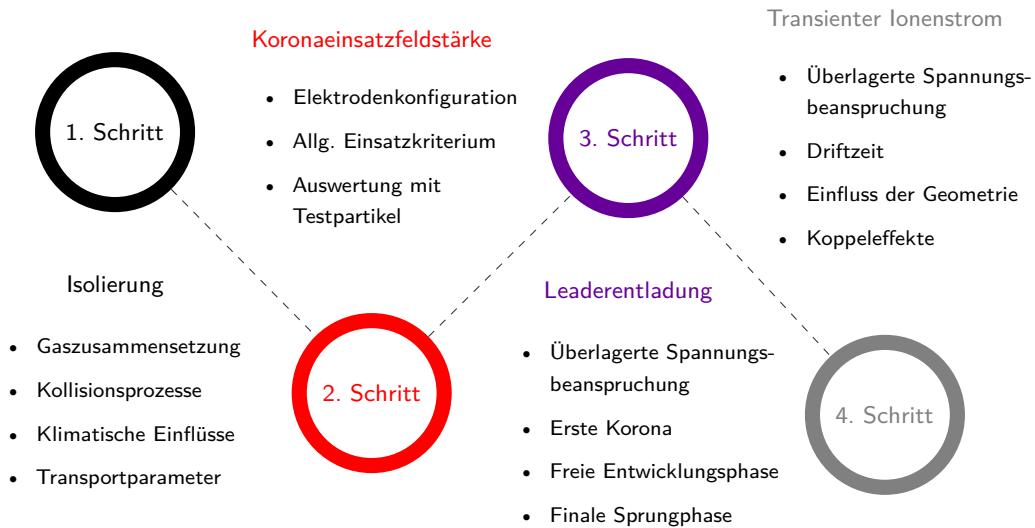 1. Schritt
Isolierung
• Gaszusammensetzung
• Kollisionsprozesse
• Klimatische Einflüsse
• Transportparameter
Koronaeinsatzfeldstärke
• Elektrodenkonfiguration
• Allg. Einsatzkriterium
• Auswertung mit
Testpartikel
2. Schritt
3. Schritt
Leaderentladung
• Überlagerte Spannungs-
beanspruchung
• Erste Korona
• Freie Entwicklungsphase
• Finale Sprungphase
Transienter Ionenstrom
• Überlagerte Spannungs-
beanspruchung
• Driftzeit
• Einfluss der Geometrie
• Koppeleffekte
4. Schritt